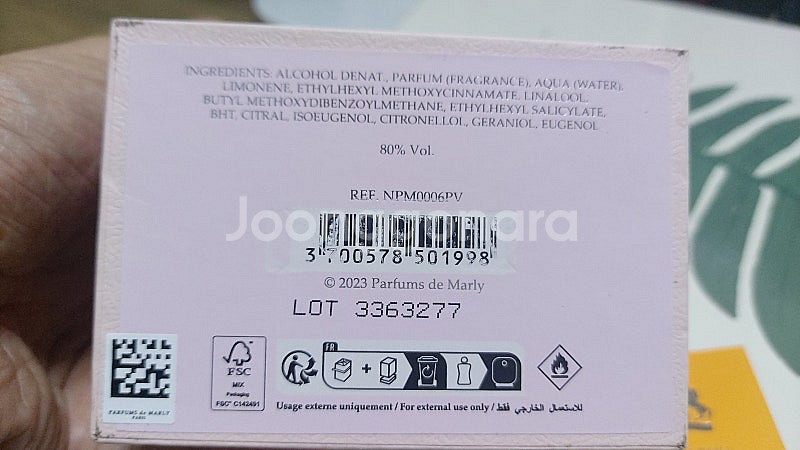 INGREDIENTS: ALCOHOL DENAT., PARFUM (FRAGRANCE), AQUA (WATER),
LIMONENE, ETHYLHEXYL METHOXYCINNAMATE, LINALOOL,
BUTYL METHOXYDIBENZOYLMETHANE, ETHYLHEXYL SALICYLATE,
BHT, CITRAL, ISOEUGENOL, CITRONELLOL, GERANIOL, EUGENOL
80% Vol.
REF. NPM0006PV
3 700578 501998
© 2023 Parfums de Marly
LOT 3363277
FR
FSC
MIX
Packaging
FSC™ C142491
PARFUMS de MARLY
PARIS
Usage externe uniquement / For external use only / للاستعمال الخارجي فقط